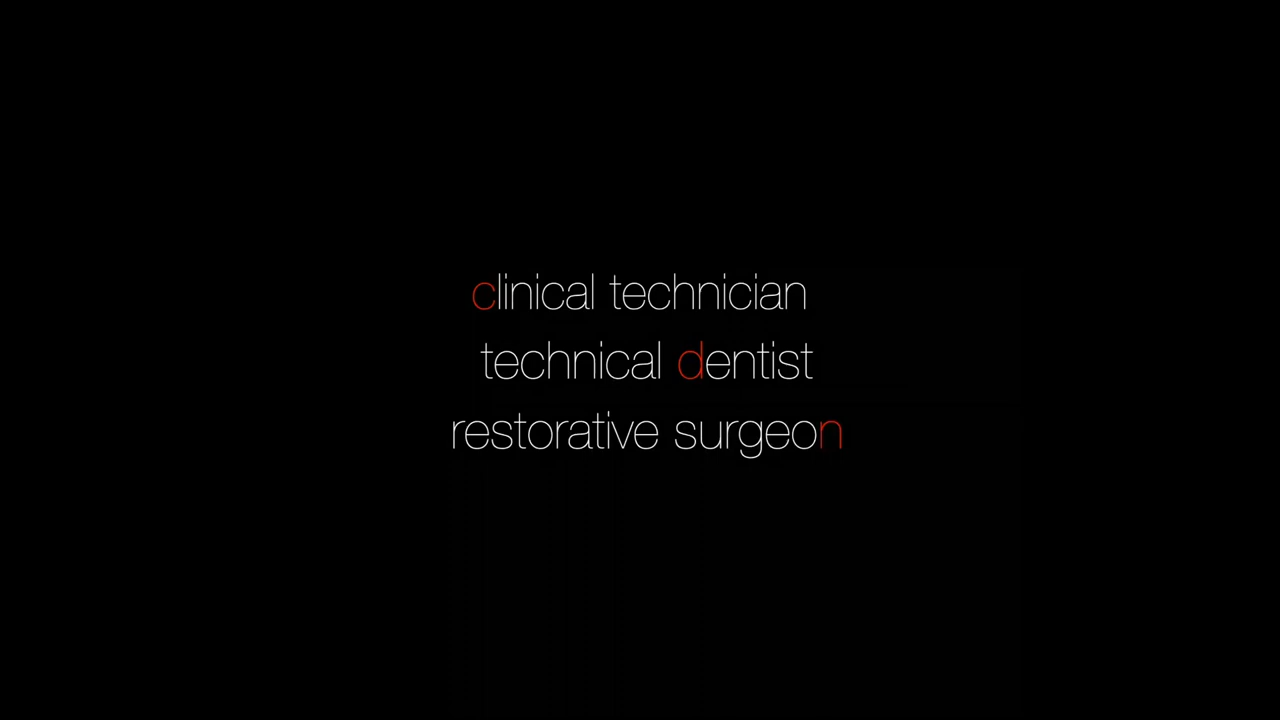 clinical technician
technical dentist
restorative surgeon